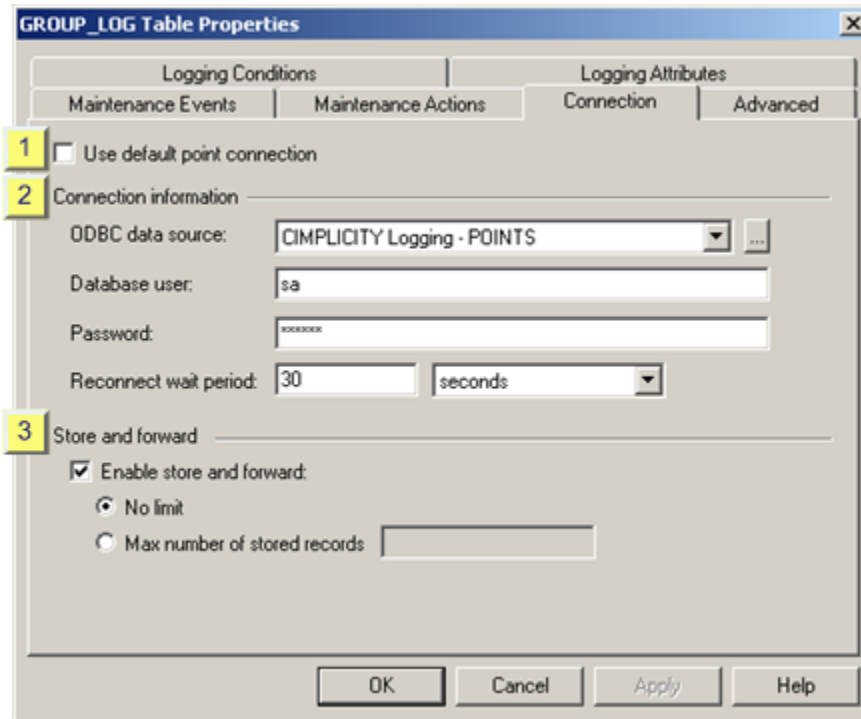 GROUP_LOG Table Properties
Logging Conditions Logging Attributes
Maintenance Events Maintenance Actions Connection Advanced
1 Use default point connection
2 Connection information
ODBC data source: CIMPLICITY Logging - POINTS ...
Database user: sa
Password: ******
Reconnect wait period: 30 seconds
3 Store and forward
Enable store and forward:
No limit
Max number of stored records
OK Cancel Apply Help